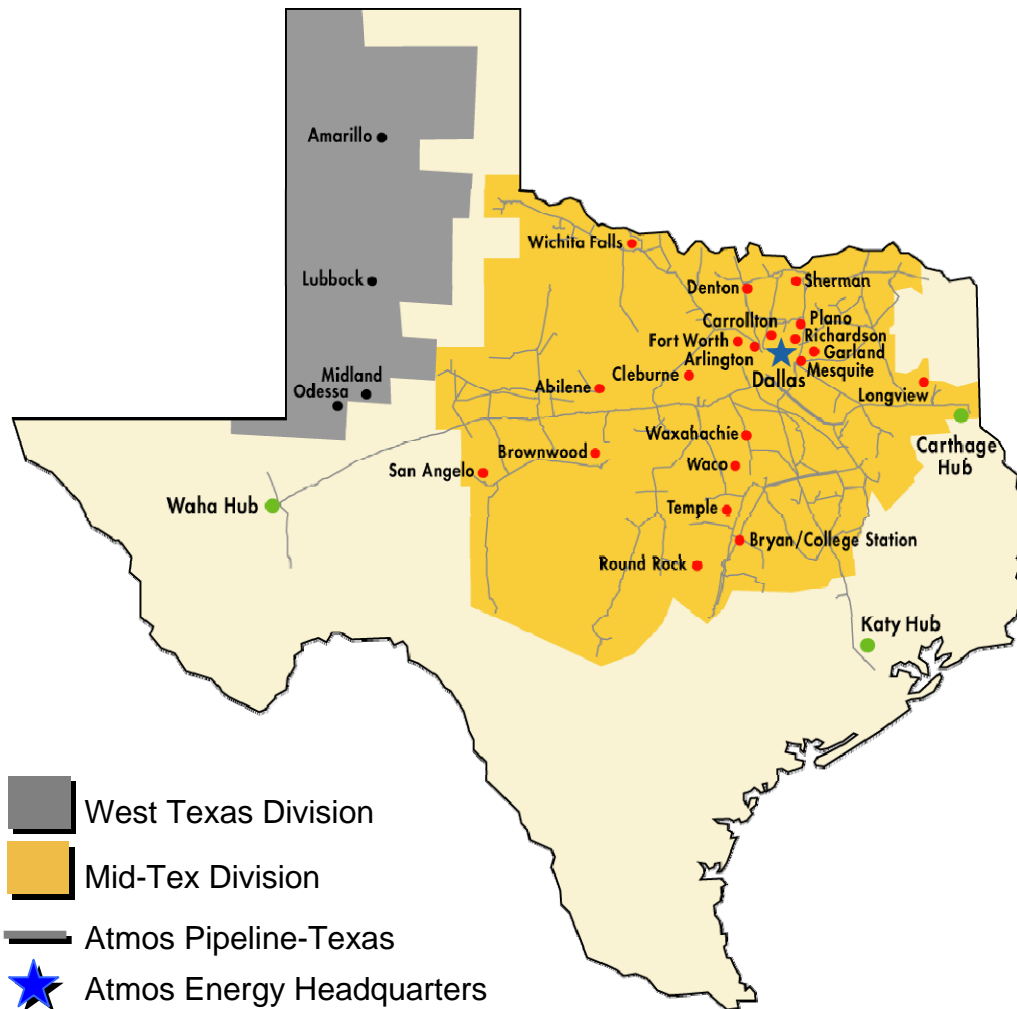 Amarillo
Wichita Falls
Lubbock
Denton
Sherman
Carrollton
Plano
Fort Worth
Richardson
Arlington
Garland
Cleburne
Mesquite
Dallas
Midland
Odessa
Abilene
Longview
Waxahachie
Carthage
Hub
Brownwood
San Angelo
Waco
Waha Hub
Temple
Bryan/College Station
Round Rock
Katy Hub
West Texas Division
Mid-Tex Division
Atmos Pipeline-Texas
Atmos Energy Headquarters